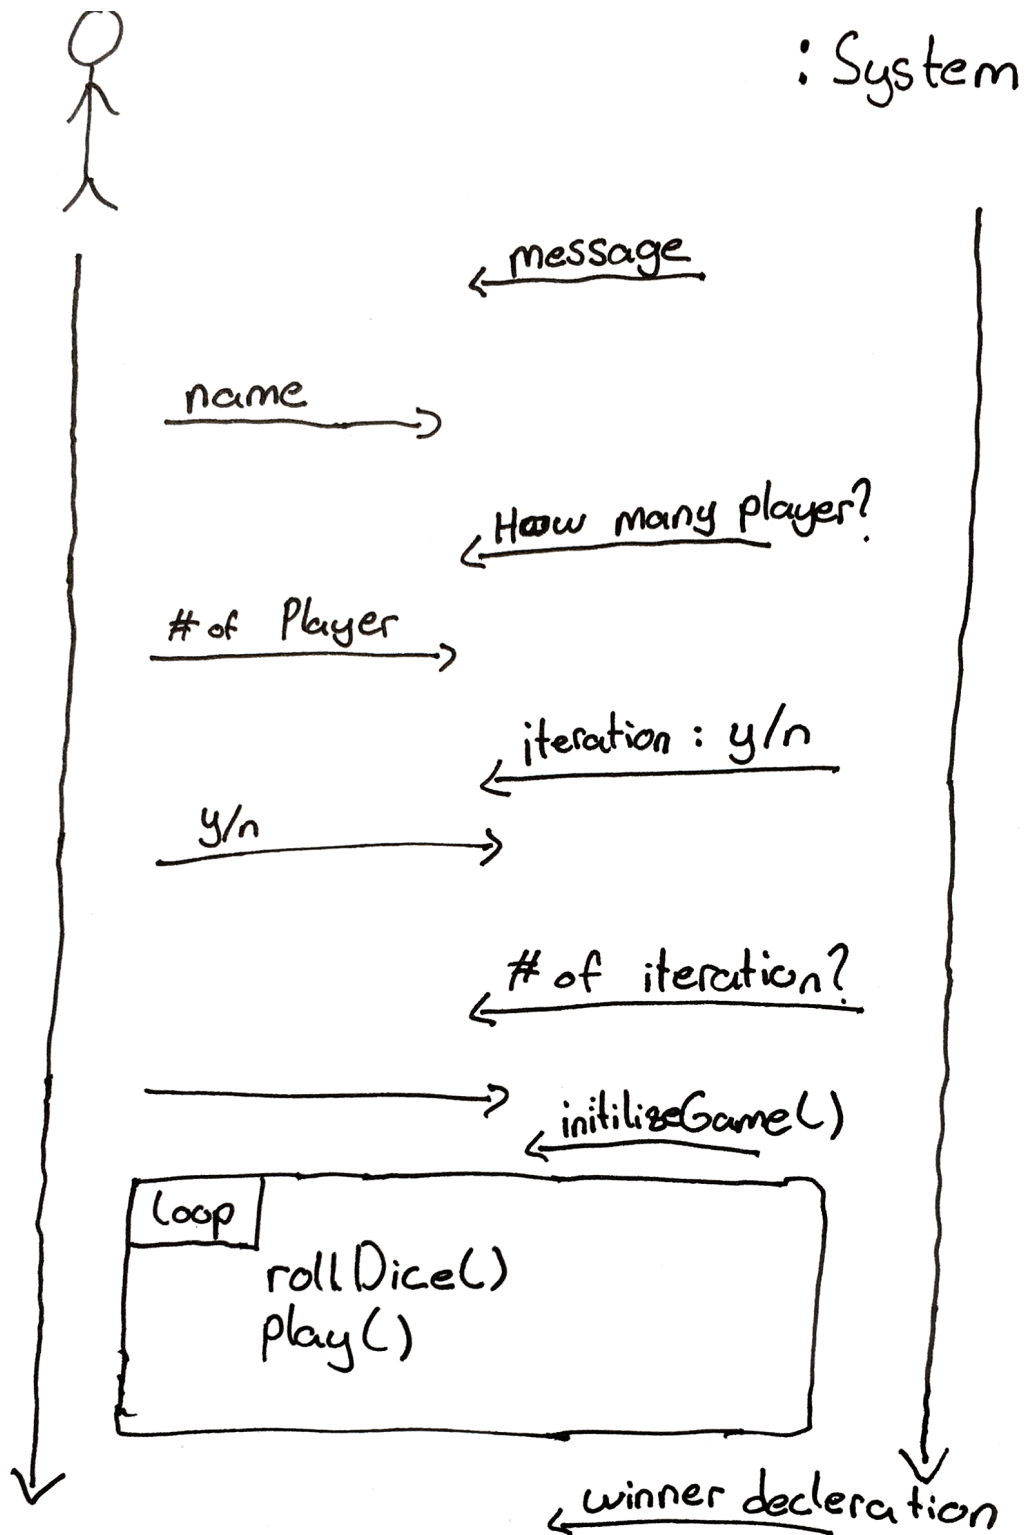 : System
message
name
How many player?
# of Player
iteration : y/n
y/n
# of iteration?
initilizeGame()
loop
rollDice()
play()
winner decleration